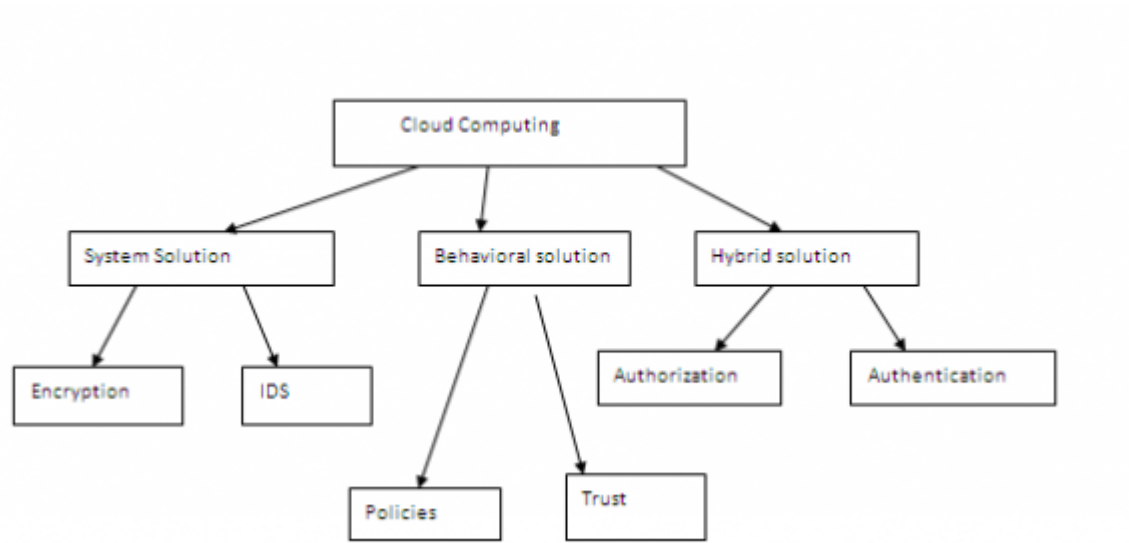 Cloud Computing
System Solution
Behavioral solution
Hybrid solution
Encryption
IDS
Authorization
Authentication
Policies
Trust